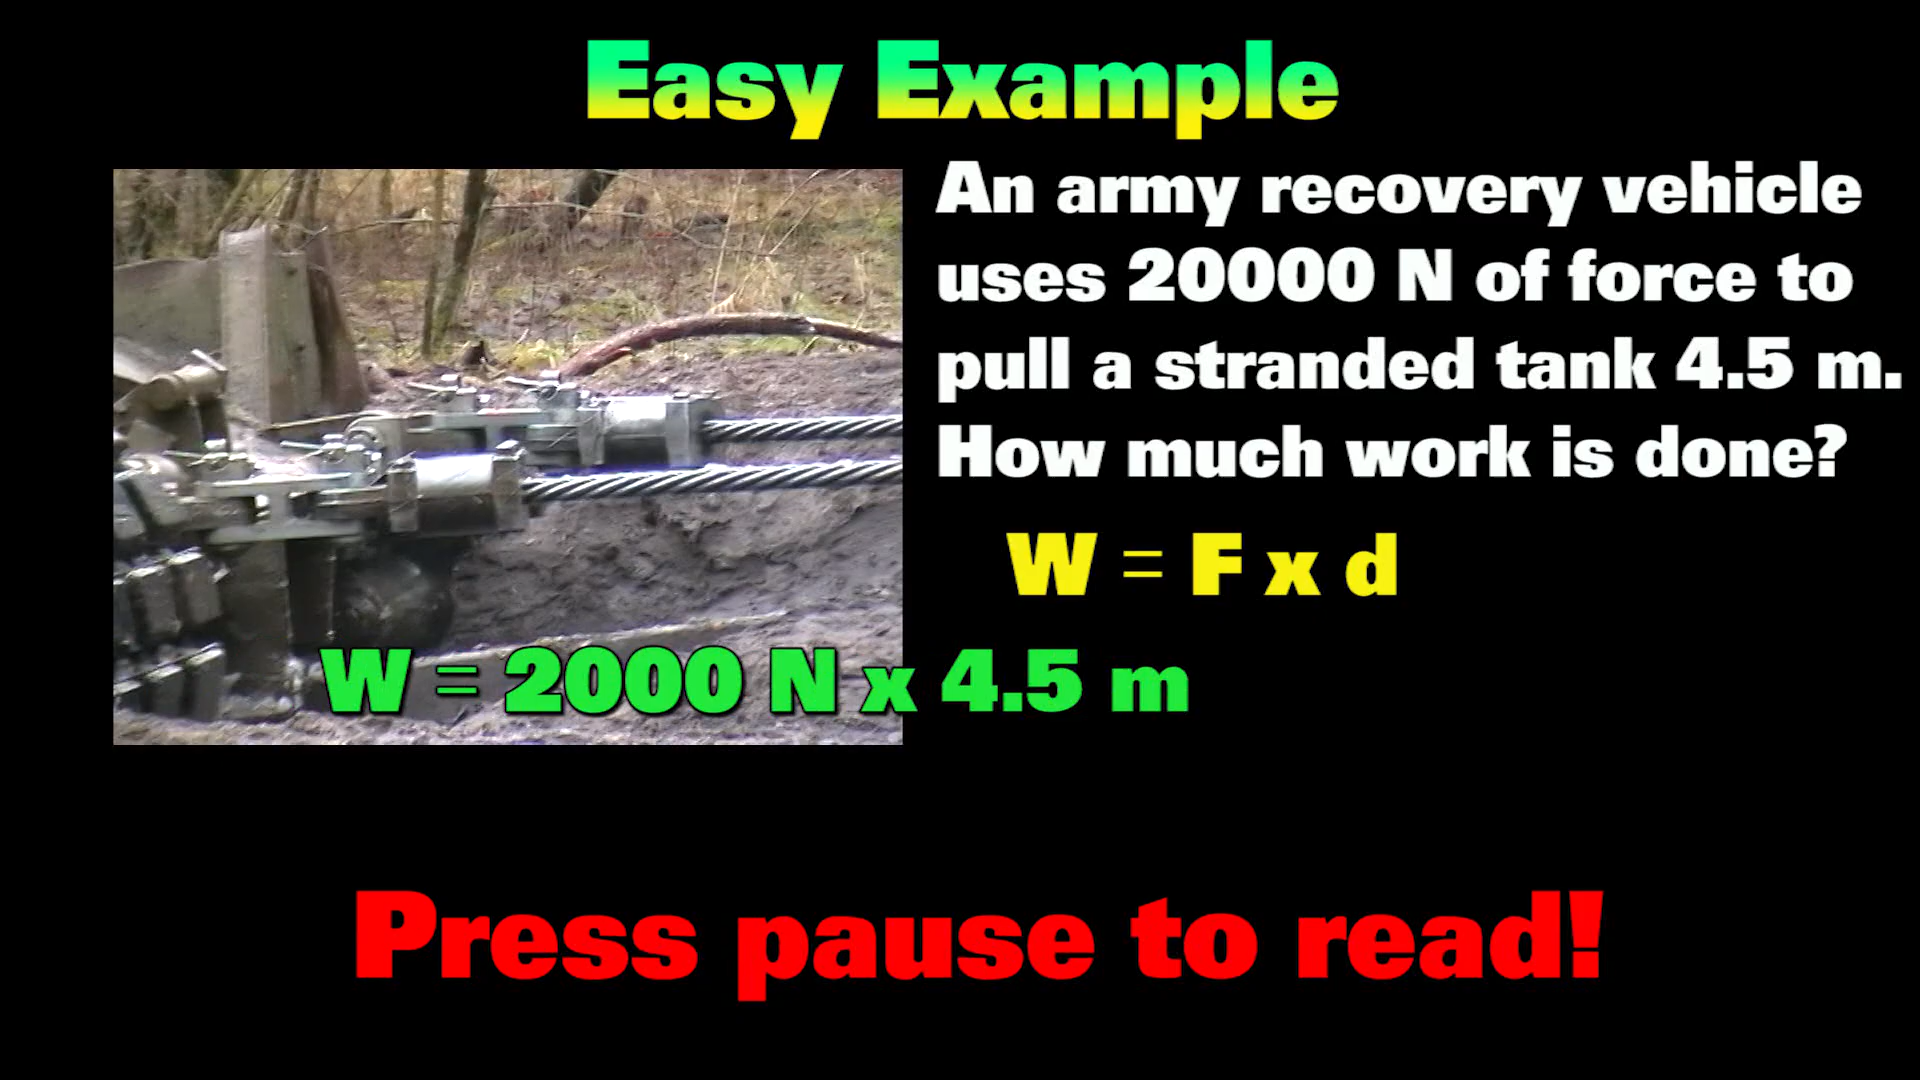 Easy Example
An army recovery vehicle
uses 20000 N of force to
pull a stranded tank 4.5 m.
How much work is done?
W = F x d
W = 2000 N x 4.5 m
Press pause to read!